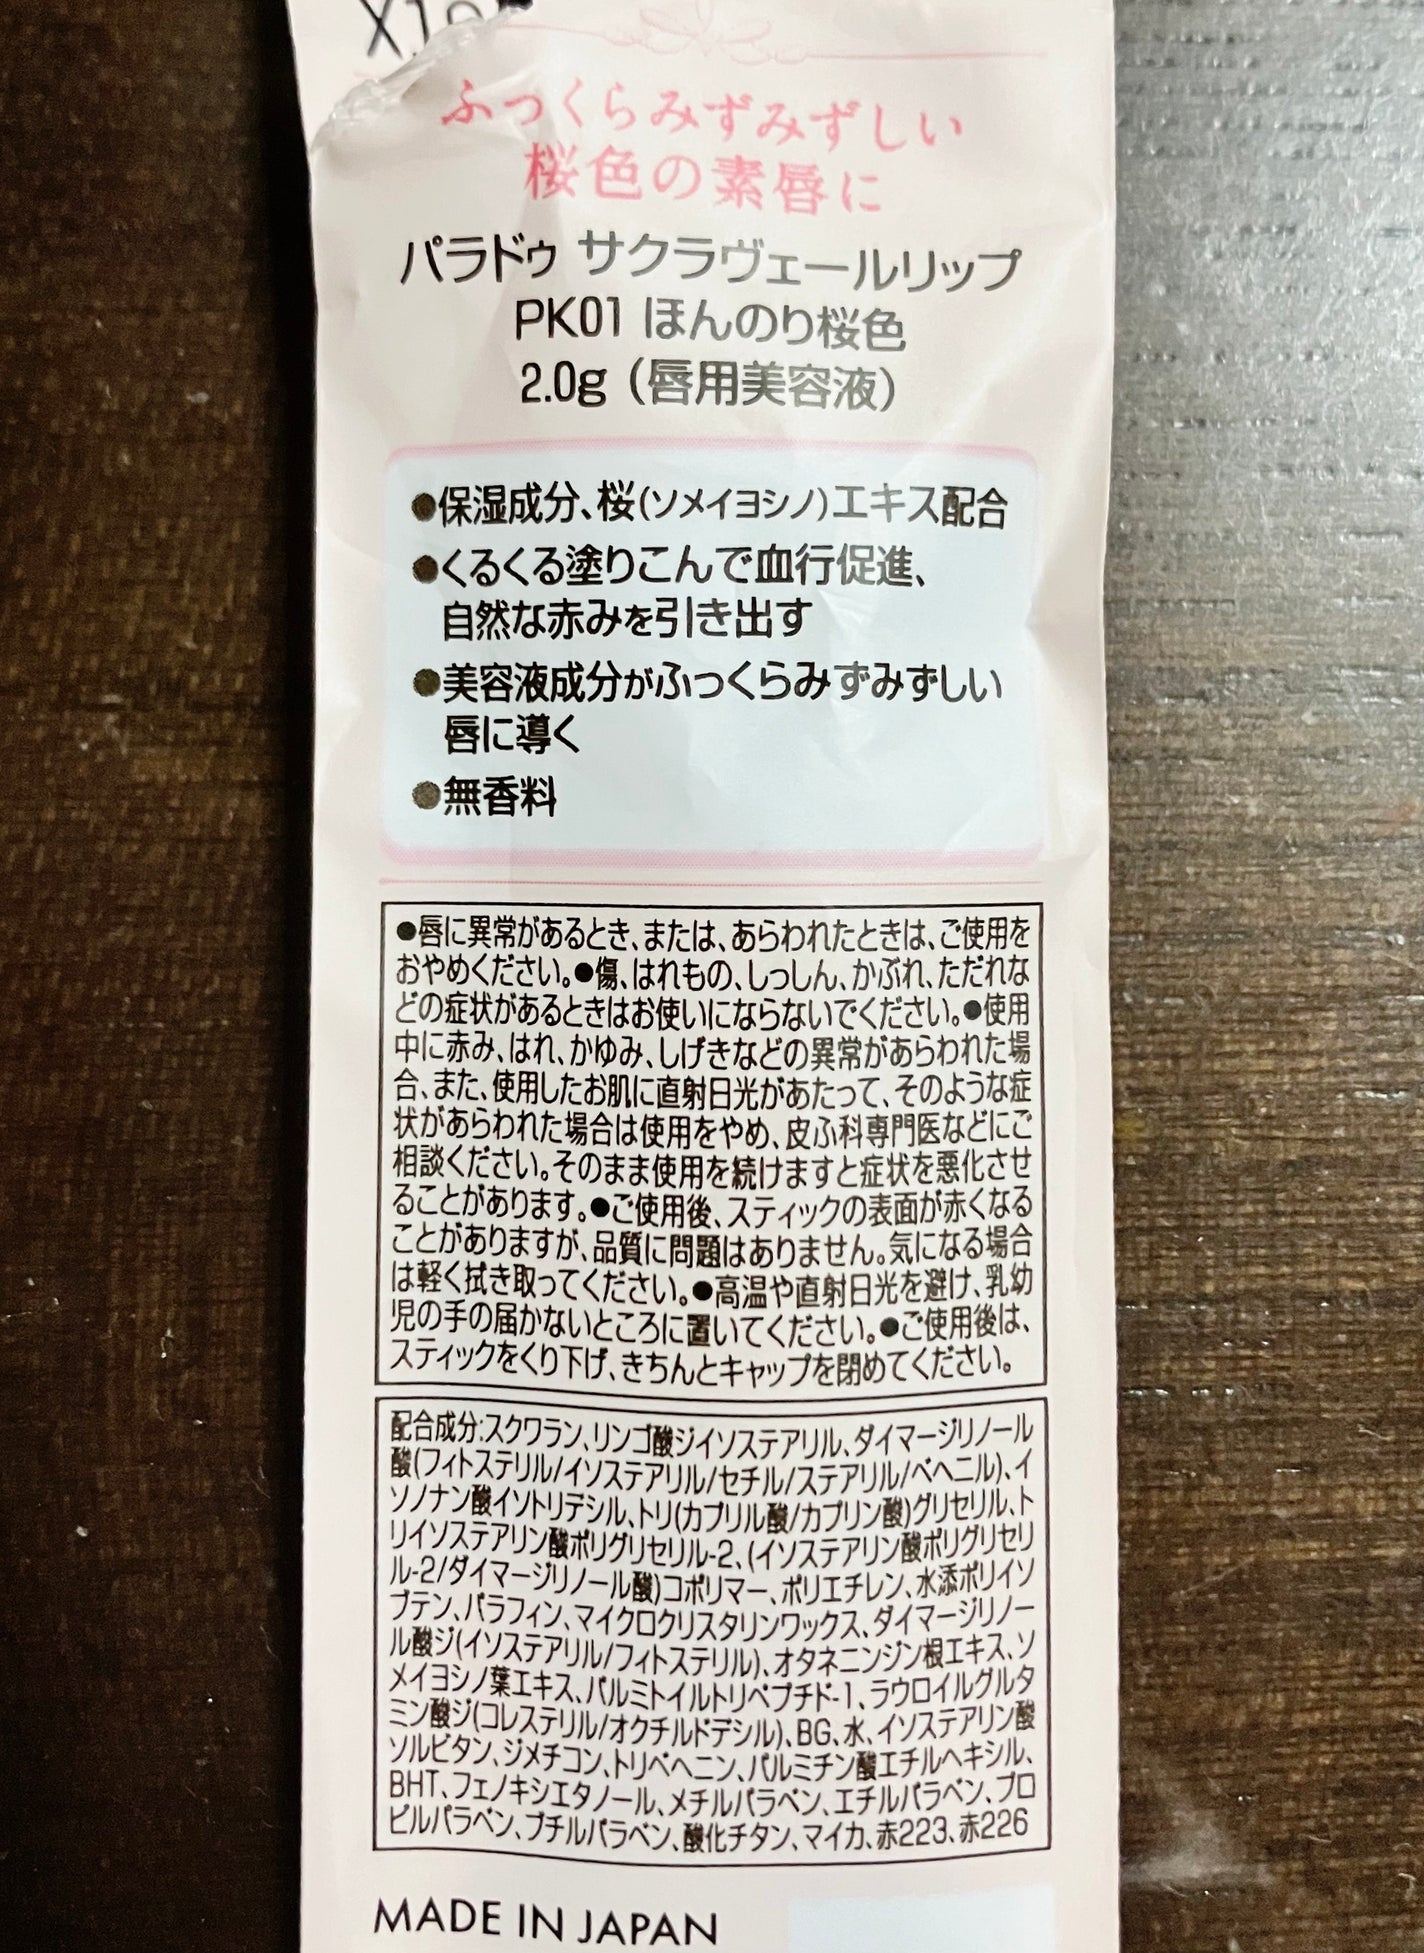 ふっくらみずみずしい
桜色の素唇に
パラドゥ サクラヴェールリップ
PK01 ほんのり桜色
2.0g（唇用美容液）
●保湿成分、桜(ソメイヨシノ)エキス配合
●くるくる塗りこんで血行促進、
自然な赤みを引き出す
●美容液成分がふっくらみずみずしい
唇に導く
●無香料
●唇に異常があるとき、または、あらわれたときは、ご使用を
おやめください。●傷、はれもの、しっしん、かぶれ、ただれな
どの症状があるときはお使いにならないでください。●使用
中に赤み、はれ、かゆみ、しげきなどの異常があらわれた場
合、また、使用したお肌に直射日光があたって、そのような症
状があらわれた場合は使用をやめ、皮ふ科専門医などにご
相談ください。そのまま使用を続けますと症状を悪化させ
ることがあります。●ご使用後、スティックの表面が赤くなる
ことがありますが、品質に問題はありません。気になる場合
は軽く拭き取ってください。●高温や直射日光を避け、乳幼
児の手の届かないところに置いてください。●ご使用後は、
スティックをくり下げ、きちんとキャップを閉めてください。
配合成分:スクワラン、リンゴ酸ジイソステアリル、ダイマージリノール
酸(フィトステリル/イソステアリル/セチル/ステアリル/ベヘニル)、イ
ソノナン酸イソトリデシル、トリ(カプリル酸/カプリン酸)グリセリル、ト
リイソステアリン酸ポリグリセリル-2、(イソステアリン酸ポリグリセリ
ル-2/ダイマージリノール酸)コポリマー、ポリエチレン、水添ポリイソ
ブテン、パラフィン、マイクロクリスタリンワックス、ダイマージリノー
ル酸ジ(イソステアリル/フィトステリル)、オタネニンジン根エキス、ソ
メイヨシノ葉エキス、パルミトイルトリペプチド-1、ラウロイルグルタ
ミン酸ジ(コレステリル/オクチルドデシル)、BG、水、イソステアリン酸
ソルビタン、ジメチコン、トリベヘニン、パルミチン酸エチルヘキシル、
BHT、フェノキシエタノール、メチルパラベン、エチルパラベン、プロ
ピルパラベン、ブチルパラベン、酸化チタン、マイカ、赤223、赤226
MADE IN JAPAN